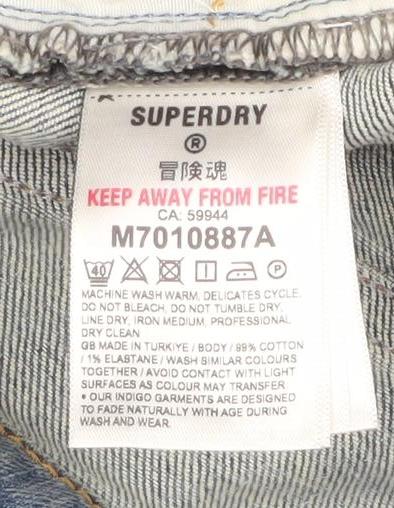 SUPERDRY
®
冒険魂
KEEP AWAY FROM FIRE
CA: 59944
M7010887A
40 P
MACHINE WASH WARM, DELICATES CYCLE.
DO NOT BLEACH, DO NOT TUMBLE DRY,
LINE DRY, IRON MEDIUM, PROFESSIONAL
DRY CLEAN
GB MADE IN TURKIYE / BODY / 99% COTTON
/ 1% ELASTANE / WASH SIMILAR COLOURS
TOGETHER / AVOID CONTACT WITH LIGHT
SURFACES AS COLOUR MAY TRANSFER
• OUR INDIGO GARMENTS ARE DESIGNED
TO FADE NATURALLY WITH AGE DURING
WASH AND WEAR.